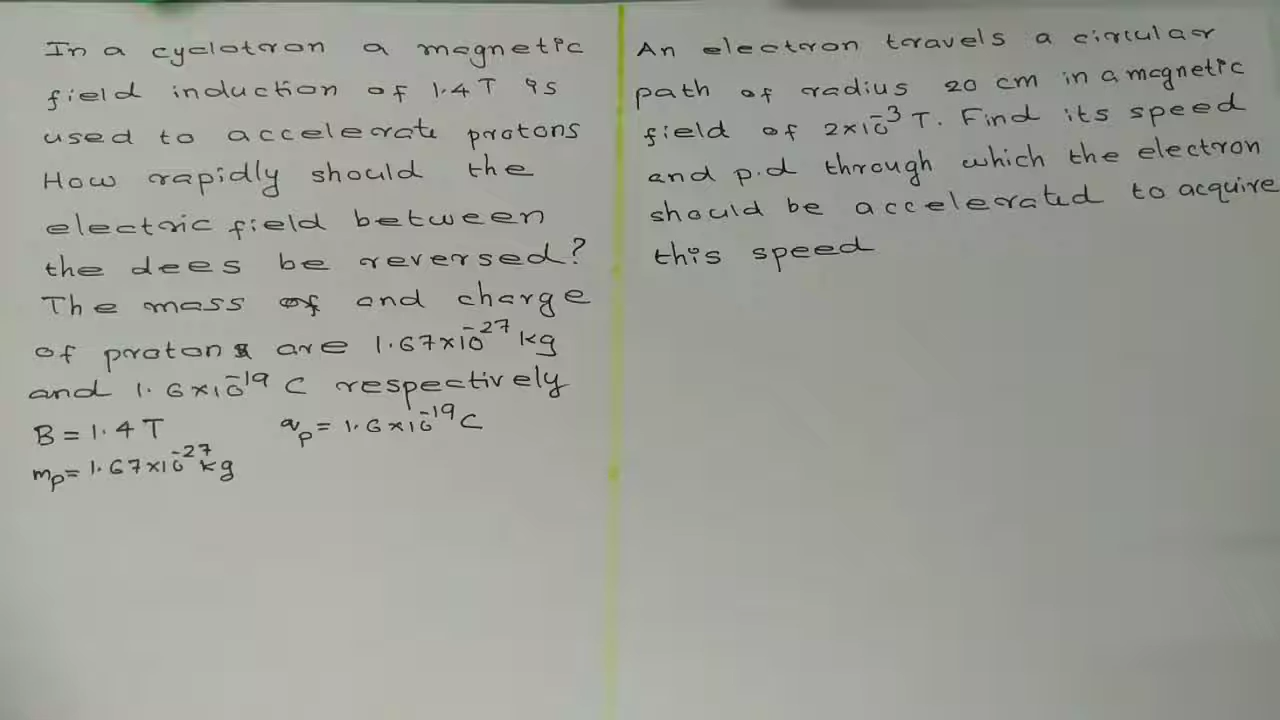 In a cyclotron a magnetic
field induction of 1.4 T is
used to accelerate protons
How rapidly should the
electric field between
the dees be reversed?
The mass of and charge
of proton are 1.67×10⁻²⁷ kg
and 1.6×10⁻¹⁹ C respectively
B = 1.4 T qₚ = 1.6×10⁻¹⁹ C
mₚ = 1.67×10⁻²⁷ kg
An electron travels a circular
path of radius 20 cm in a magnetic
field of 2×10⁻³ T. Find its speed
and p.d through which the electron
should be accelerated to acquire
this speed